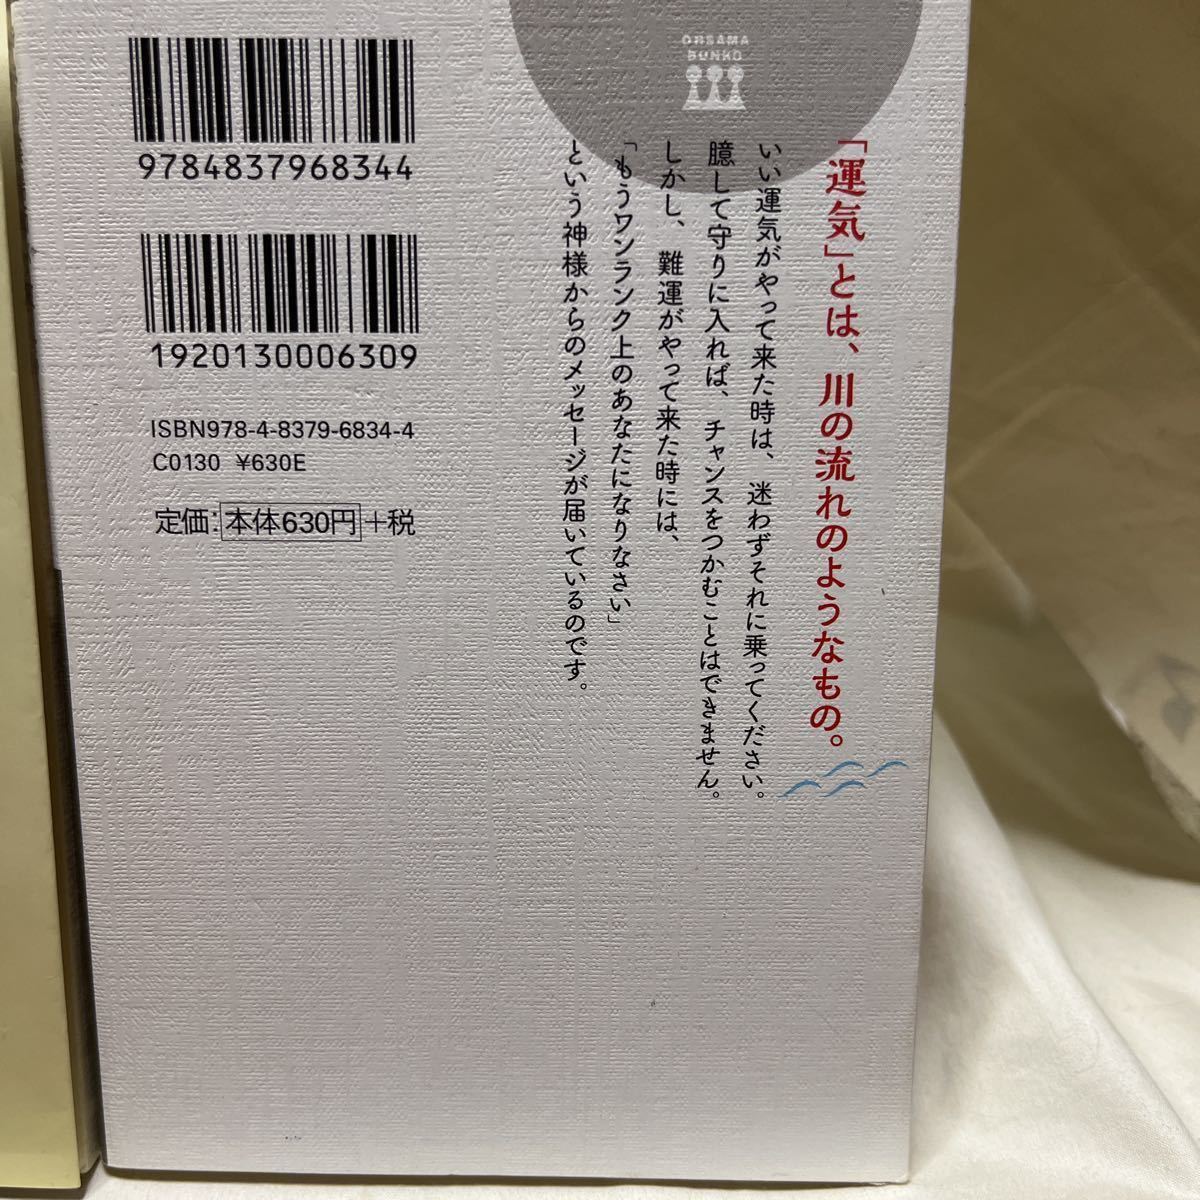 OHSAMA
BUNKO
「運気」とは、川の流れのようなもの。
いい運気がやって来た時は、迷わずそれに乗ってください。
臆して守りに入れば、チャンスをつかむことはできません。
しかし、難運がやって来た時には、
「もうワンランク上のあなたになりなさい」
という神様からのメッセージが届いているのです。
9784837968344
1920130006309
ISBN978-4-8379-6834-4
C0130 ¥630E
定価:本体630円+税